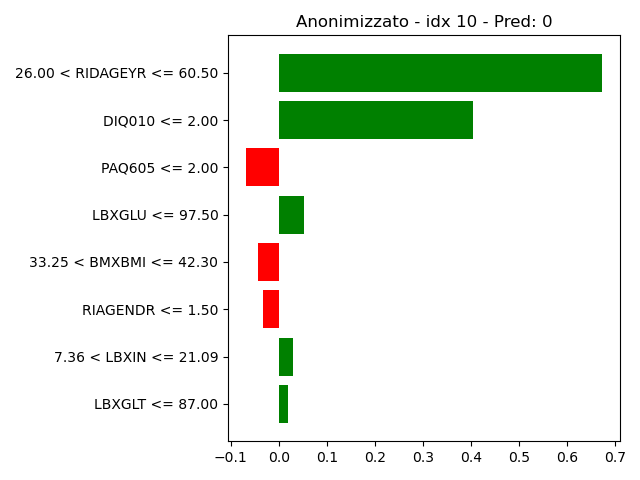 Anonimizzato - idx 10 - Pred: 0
26.00 < RIDAGEYR <= 60.50
DIQ010 <= 2.00
PAQ605 <= 2.00
LBXGLU <= 97.50
33.25 < BMXBMI <= 42.30
RIAGENDR <= 1.50
7.36 < LBXIN <= 21.09
LBXGLT <= 87.00
−0.1 0.0 0.1 0.2 0.3 0.4 0.5 0.6 0.7